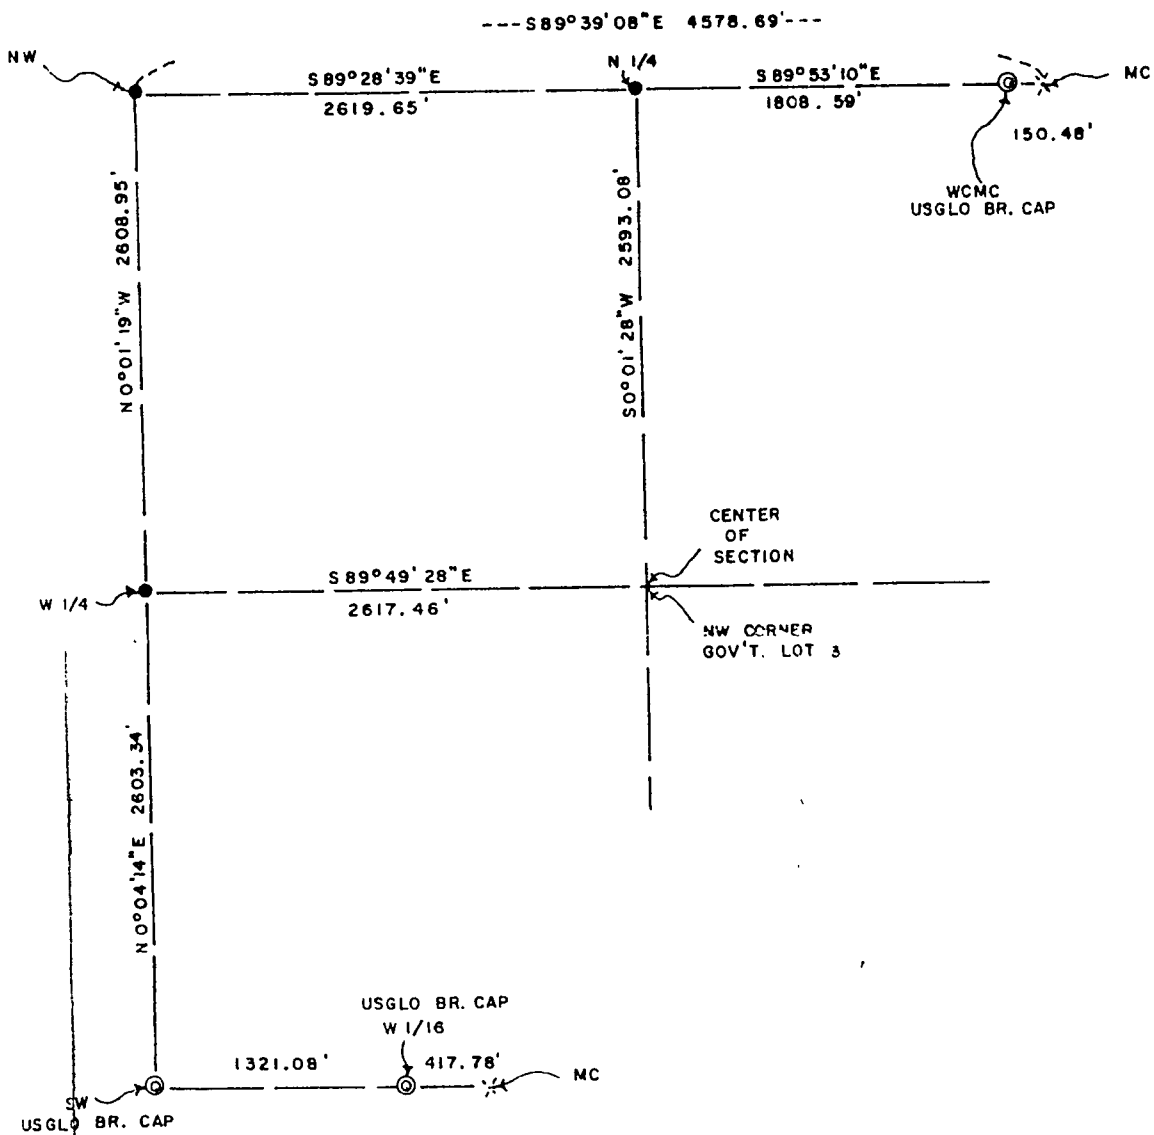 ---S89°39'08"E 4578.69'---
NW
S89°28'39"E
2619.65'
N 1/4
S89°53'10"E
1808.59'
MC
150.48'
WCMC
USGLO BR. CAP
N0°01'19"W 2608.95'
S0°01'28"W 2593.08'
CENTER
OF
SECTION
W 1/4
S89°49'28"E
2617.46'
NW CORNER
GOV'T. LOT 3
N0°04'14"E 2603.34'
USGLO BR. CAP
W 1/16
1321.08'
417.78'
MC
SW
USGLO BR. CAP